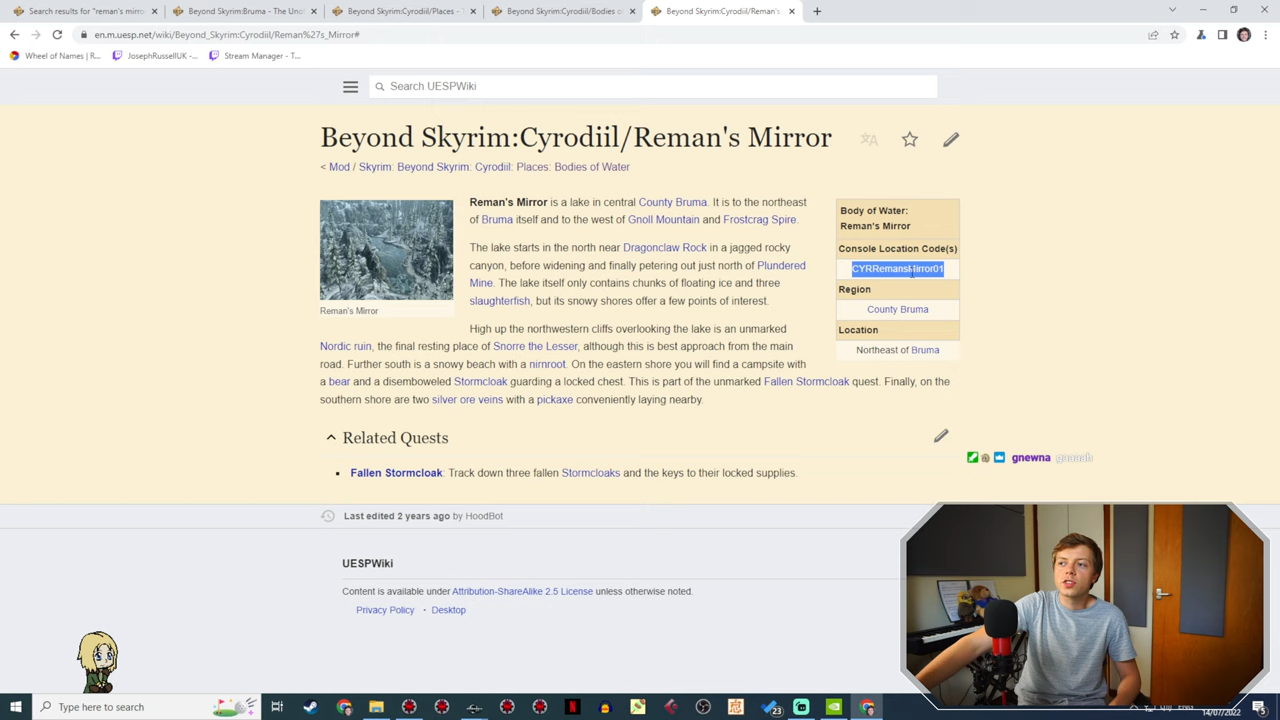 Search results for "reman's mirro
Beyond Skyrim:Bruma - The Unof
Beyond Skyrim:Cyrodiil/Places - T
Beyond Skyrim:Cyrodiil/Bodies of
Beyond Skyrim:Cyrodiil/Reman's
en.m.uesp.net/wiki/Beyond_Skyrim:Cyrodiil/Reman%27s_Mirror#
Wheel of Names | R...
JosephRussellUK -...
Stream Manager - T...
Search UESPWiki
Beyond Skyrim:Cyrodiil/Reman's Mirror
< Mod / Skyrim: Beyond Skyrim: Cyrodiil: Places: Bodies of Water
Reman's Mirror
Reman's Mirror is a lake in central County Bruma. It is to the northeast
of Bruma itself and to the west of Gnoll Mountain and Frostcrag Spire.
The lake starts in the north near Dragonclaw Rock in a jagged rocky
canyon, before widening and finally petering out just north of Plundered
Mine. The lake itself only contains chunks of floating ice and three
slaughterfish, but its snowy shores offer a few points of interest.
High up the northwestern cliffs overlooking the lake is an unmarked
Nordic ruin, the final resting place of Snorre the Lesser, although this is best approach from the main
road. Further south is a snowy beach with a nirnroot. On the eastern shore you will find a campsite with
a bear and a disemboweled Stormcloak guarding a locked chest. This is part of the unmarked Fallen Stormcloak quest. Finally, on the
southern shore are two silver ore veins with a pickaxe conveniently laying nearby.
Body of Water:
Reman's Mirror
Console Location Code(s)
CYRRemansMirror01
Region
County Bruma
Location
Northeast of Bruma
Related Quests
Fallen Stormcloak: Track down three fallen Stormcloaks and the keys to their locked supplies.
gnewna gaaaah
Last edited 2 years ago by HoodBot
UESPWiki
Content is available under Attribution-ShareAlike 2.5 License unless otherwise noted.
Privacy Policy • Desktop
Type here to search
23
14/07/2022